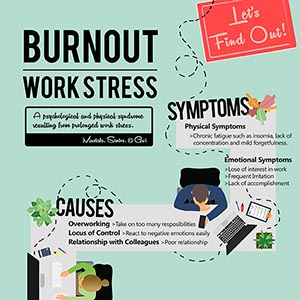 Let's
Find Out!
BURNOUT
WORK STRESS
A psychological and physical syndrome
resulting from prolonged work stress.
SYMPTOMS
Physical Symptoms
>Chronic fatigue such as insomnia, lack of
concentration and mild forgetfulness.
Emotional Symptoms
>Lose of interest in work
>Frequent Irritation
>Lack of accomplishment
CAUSES
Overworking >Take on too many resposibilities
Locus of Control >React to negative emotions easily
Relationship with Colleagues >Poor relationship